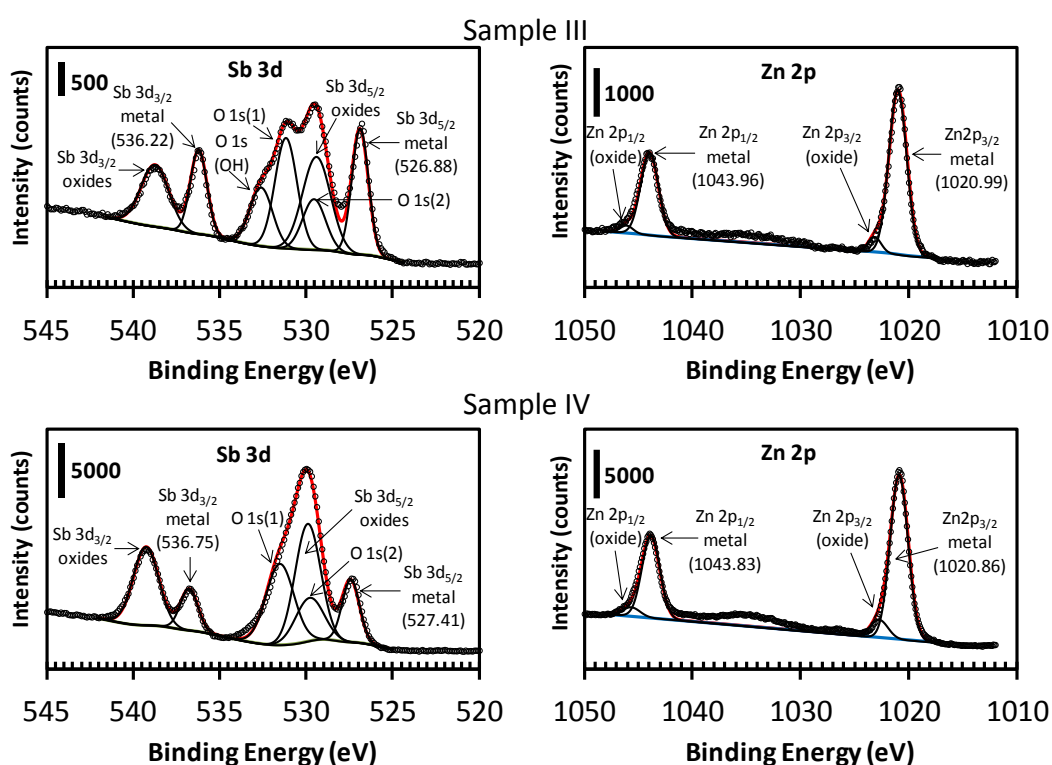 Sample III
Intensity (counts)
500
Sb 3d
Sb 3d3/2
metal
(536.22)
Sb 3d3/2
oxides
O 1s(1)
O 1s
(OH)
Sb 3d5/2
oxides
Sb 3d5/2
metal
(526.88)
O 1s(2)
545 540 535 530 525 520
Binding Energy (eV)
Intensity (counts)
1000
Zn 2p
Zn 2p1/2
(oxide)
Zn 2p1/2
metal
(1043.96)
Zn 2p3/2
(oxide)
Zn2p3/2
metal
(1020.99)
1050 1040 1030 1020 1010
Binding Energy (eV)
Sample IV
Intensity (counts)
5000
Sb 3d
Sb 3d3/2
oxides
Sb 3d3/2
metal
(536.75)
O 1s(1)
Sb 3d5/2
oxides
O 1s(2)
Sb 3d5/2
metal
(527.41)
545 540 535 530 525 520
Binding Energy (eV)
Intensity (counts)
5000
Zn 2p
Zn 2p1/2
(oxide)
Zn 2p1/2
metal
(1043.83)
Zn 2p3/2
(oxide)
Zn2p3/2
metal
(1020.86)
1050 1040 1030 1020 1010
Binding Energy (eV)